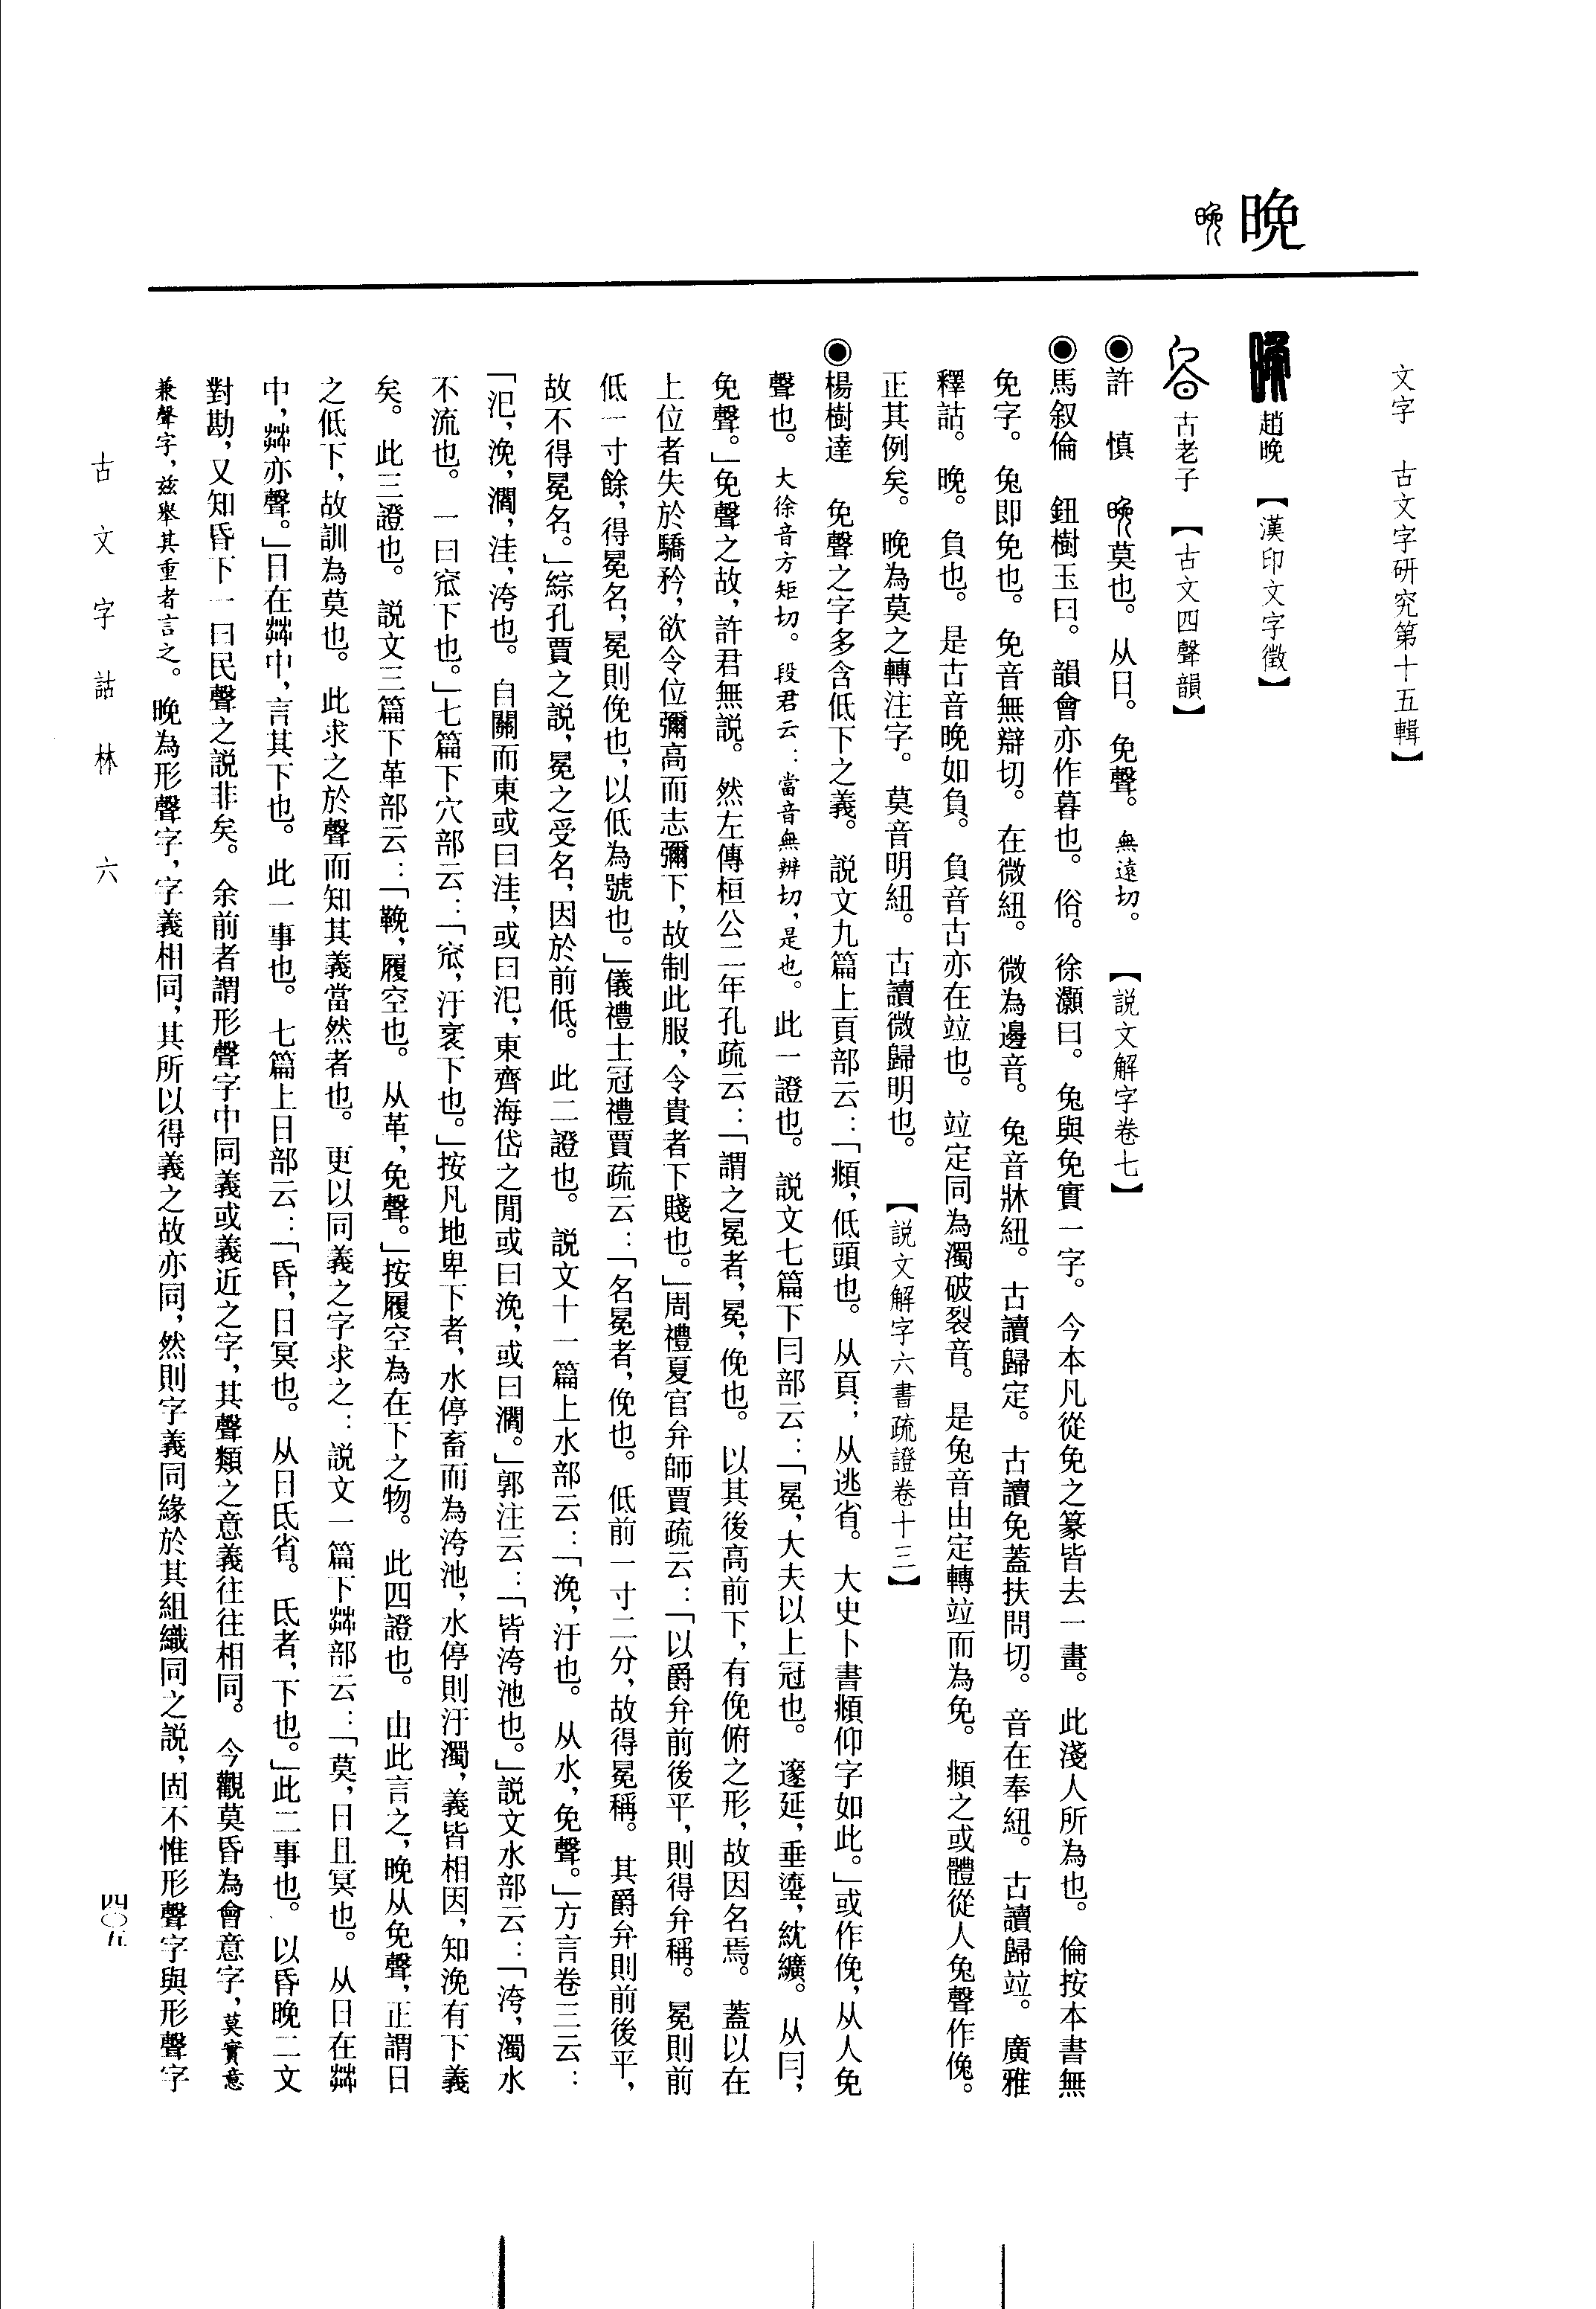 文字　古文字研究第十五輯】
晚
趙晚　【漢印文字徵】
古老子　【古文四聲韻】
◉許　慎　莫也。从日。免聲。無遠切。　【説文解字卷七】
◉馬叙倫　鈕樹玉曰。韻會亦作暮也。俗。徐灝曰。兔與免實一字。今本凡從免之篆皆去一畫。此淺人所為也。倫按本書無
免字。兔即免也。免音無辯切。在微紐。微為邊音。兔音牀紐。古讀歸定。古讀免蓋扶問切。音在奉紐。古讀歸竝。廣雅
釋詁。晚。負也。是古音晚如負。負音古亦在竝也。竝定同為濁破裂音。是兔音由定轉竝而為免。頫之或體從人兔聲作俛。
正其例矣。晚為莫之轉注字。莫音明紐。古讀微歸明也。　【説文解字六書疏證卷十三】
◉楊樹達　免聲之字多含低下之義。説文九篇上頁部云：「頫，低頭也。从頁；从逃省。大史卜書頫仰字如此。」或作俛，从人免
聲也。大徐音方矩切。段君云：當音無辨切，是也。此一證也。説文七篇下冃部云：「冕，大夫以上冠也。邃延，垂瑬，紞纊。从冃，
免聲。」免聲之故，許君無説。然左傳桓公二年孔疏云：「謂之冕者，冕，俛也。以其後高前下，有俛俯之形，故因名焉。蓋以在
上位者失於驕矜，欲令位彌高而志彌下，故制此服，令貴者下賤也。」周禮夏官弁師賈疏云：「以爵弁前後平，則得弁稱。冕則前
低一寸餘，得冕名，冕則俛也，以低為號也。」儀禮士冠禮賈疏云：「名冕者，俛也。低前一寸二分，故得冕稱。其爵弁則前後平，
故不得冕名。」綜孔賈之説，冕之受名，因於前低。此二證也。説文十一篇上水部云：「浼，汙也。从水，免聲。」方言卷三云：
「氾，浼，澗，洼，洿也。自關而東或曰洼，或曰氾，東齊海岱之間或曰浼，或曰澗。」郭注云：「皆洿池也。」説文水部云：「洿，濁水
不流也。一曰窊下也。」七篇下穴部云：「窊，汙衺下也。」按凡地卑下者，水停畜而為洿池，水停則汙濁，義皆相因，知浼有下義
矣。此三證也。説文三篇下革部云：「鞔，履空也。从革，免聲。」按履空為在下之物。此四證也。由此言之，晚从免聲，正謂日
之低下，故訓為莫也。此求之於聲而知其義當然者也。更以同義之字求之：説文一篇下茻部云：「莫，日且冥也。从日在茻
中，茻亦聲。」日在茻中，言其下也。此一事也。七篇上日部云：「昏，日冥也。从日氐省。氐者，下也。」此二事也。以昏晚二文
對勘，又知昏下一曰民聲之説非矣。余前者謂形聲字中同義或義近之字，其聲類之意義往往相同。今觀莫昏為會意字，莫實意
兼聲字，兹舉其重者言之。晚為形聲字，字義相同，其所以得義之故亦同，然則字義同緣於其組織同之説，固不惟形聲字與形聲字
古文字詁林　六
四〇五